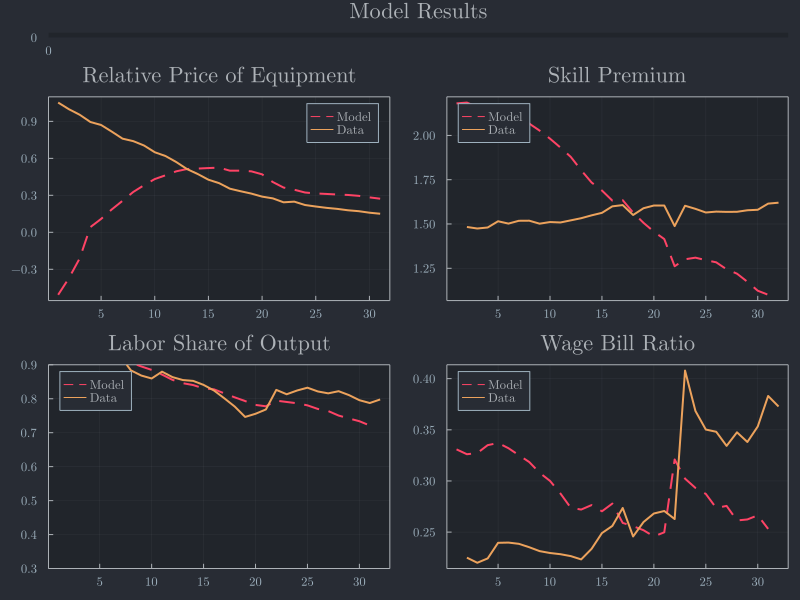 Model Results
0
0
Relative Price of Equipment
Model
Data
0.9
0.6
0.3
0.0
−0.3
5 10 15 20 25 30
Skill Premium
Model
Data
2.00
1.75
1.50
1.25
5 10 15 20 25 30
Labor Share of Output
Model
Data
0.9
0.8
0.7
0.6
0.5
0.4
0.3
5 10 15 20 25 30
Wage Bill Ratio
Model
Data
0.40
0.35
0.30
0.25
5 10 15 20 25 30